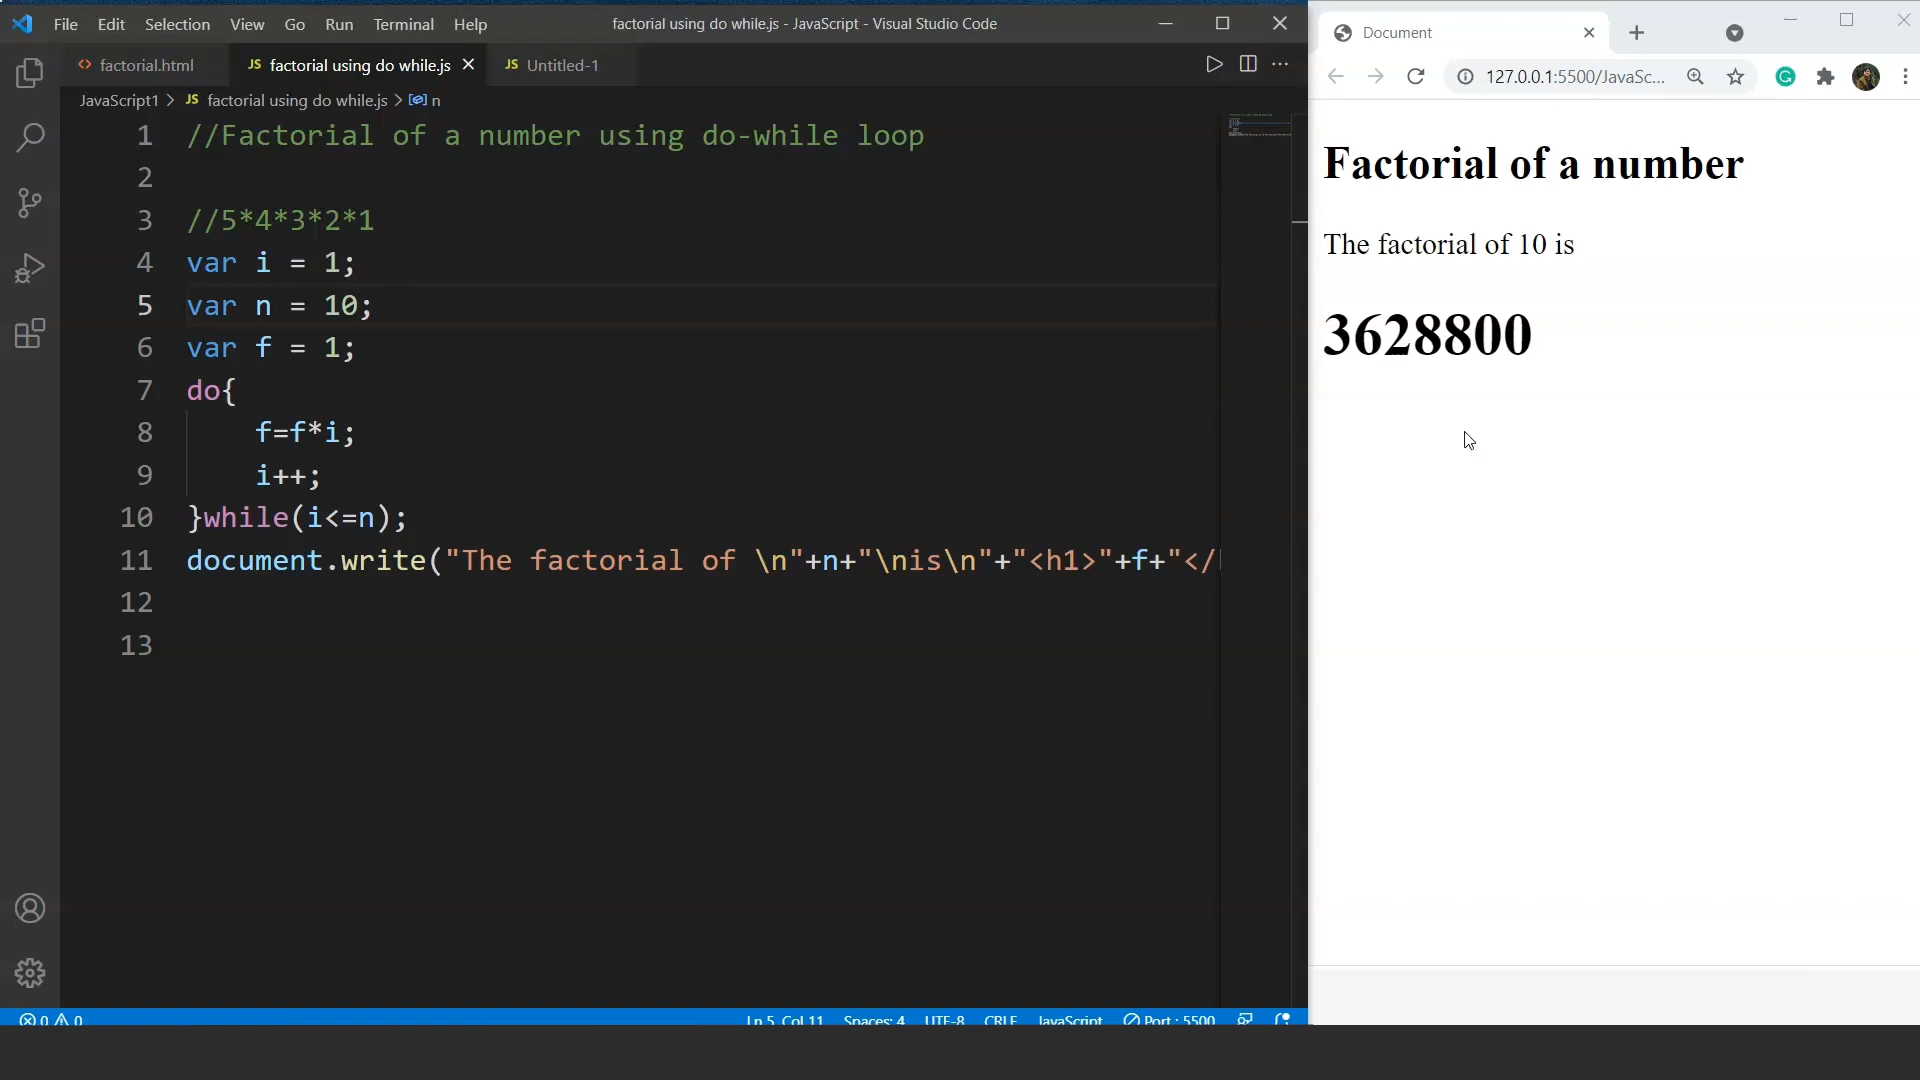 File Edit Selection View Go Run Terminal Help
factorial using do while.js - JavaScript - Visual Studio Code
factorial.html
JS factorial using do while.js
JS Untitled-1
JavaScript1 > JS factorial using do while.js > n
1 //Factorial of a number using do-while loop
2
3 //5*4*3*2*1
4 var i = 1;
5 var n = 10;
6 var f = 1;
7 do{
8 f=f*i;
9 i++;
10 }while(i<=n);
11 document.write("The factorial of \n"+n+"\nis\n"+"<h1>"+f+"</
12
13
0 0
Ln 5, Col 11 Spaces: 4 UTF-8 CRLF JavaScript Port : 5500
Document
127.0.0.1:5500/JavaSc...
Factorial of a number
The factorial of 10 is
3628800